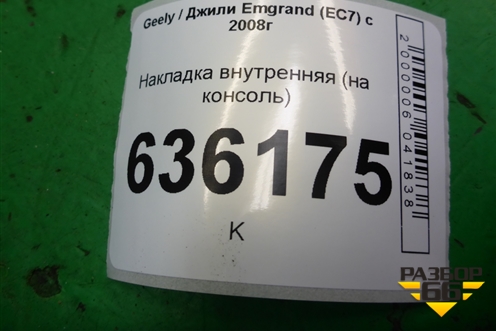 Geely / Джили Emgrand (EC7) с
2008г
Накладка внутренняя (на
консоль)
636175
К
2000006041838
РАЗБОР
66